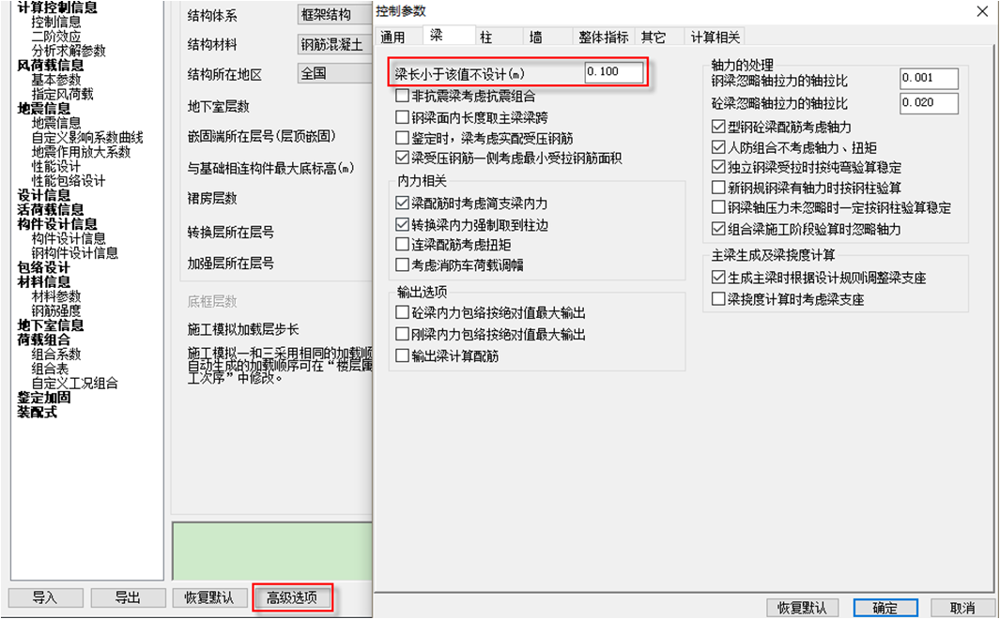 计算控制信息
控制信息
二阶效应
分析求解参数
风荷载信息
基本参数
指定风荷载
地震信息
地震信息
自定义影响系数曲线
地震作用放大系数
性能设计
性能包络设计
设计信息
活荷载信息
构件设计信息
构件设计信息
钢构件设计信息
包络设计
材料信息
材料参数
钢筋强度
地下室信息
荷载组合
组合系数
组合表
自定义工况组合
鉴定加固
装配式
结构体系 框架结构
结构材料 钢筋混凝土
结构所在地区 全国
地下室层数
嵌固端所在层号(层顶嵌固)
与基础相连构件最大底标高(m)
裙房层数
转换层所在层号
加强层所在层号
底框层数
施工模拟加载层步长
施工模拟一和三采用相同的加载顺
自动生成的加载顺序可在“楼层属
工次序”中修改。
导入 导出 恢复默认 高级选项
控制参数
通用 梁 柱 墙 整体指标 其它 计算相关
梁长小于该值不设计(m) 0.100
非抗震梁考虑抗震组合
钢梁面内长度取主梁梁跨
鉴定时，梁考虑实配受压钢筋
梁受压钢筋一侧考虑最小受拉钢筋面积
内力相关
梁配筋时考虑简支梁内力
转换梁内力强制取到柱边
连梁配筋考虑扭矩
考虑消防车荷载调幅
输出选项
砼梁内力包络按绝对值最大输出
刚梁内力包络按绝对值最大输出
输出梁计算配筋
轴力的处理
钢梁忽略轴拉力的轴拉比 0.001
砼梁忽略轴拉力的轴拉比 0.020
型钢砼梁配筋考虑轴力
人防组合不考虑轴力、扭矩
独立钢梁受拉时按纯弯验算稳定
新钢规钢梁有轴力时按钢柱验算
钢梁轴压力未忽略时一定按钢柱验算稳定
组合梁施工阶段验算时忽略轴力
主梁生成及梁挠度计算
生成主梁时根据设计规则调整梁支座
梁挠度计算时考虑梁支座
恢复默认 确定 取消